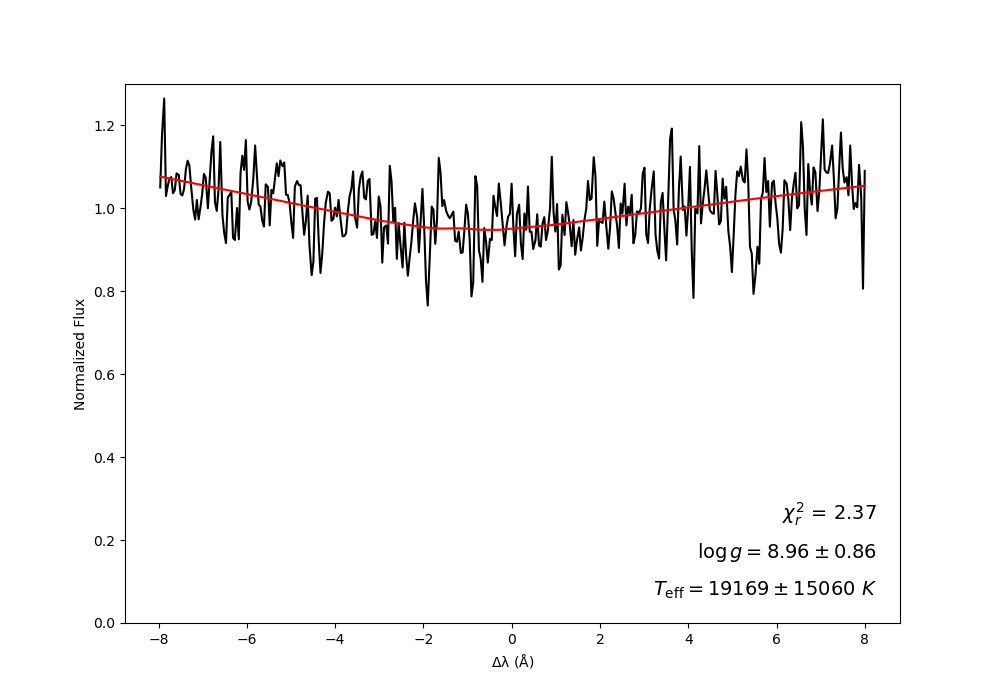 1.2
1.0
0.8
0.6
0.4
0.2
0.0
Normalized Flux
χ²ᵣ = 2.37
log g = 8.96 ± 0.86
T_eff = 19169 ± 15060 K
−8 −6 −4 −2 0 2 4 6 8
Δλ (Å)